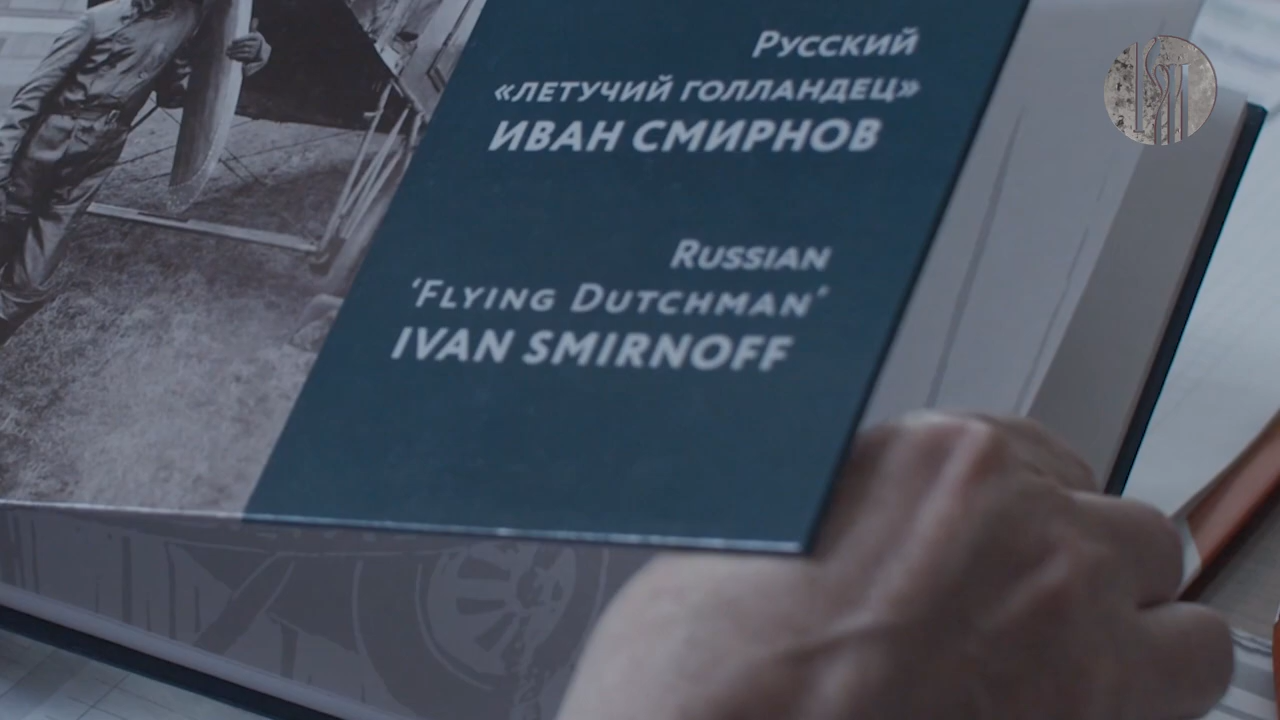 Русский
«ЛЕТУЧИЙ ГОЛЛАНДЕЦ»
ИВАН СМИРНОВ
RUSSIAN
‘FLYING DUTCHMAN’
IVAN SMIRNOFF